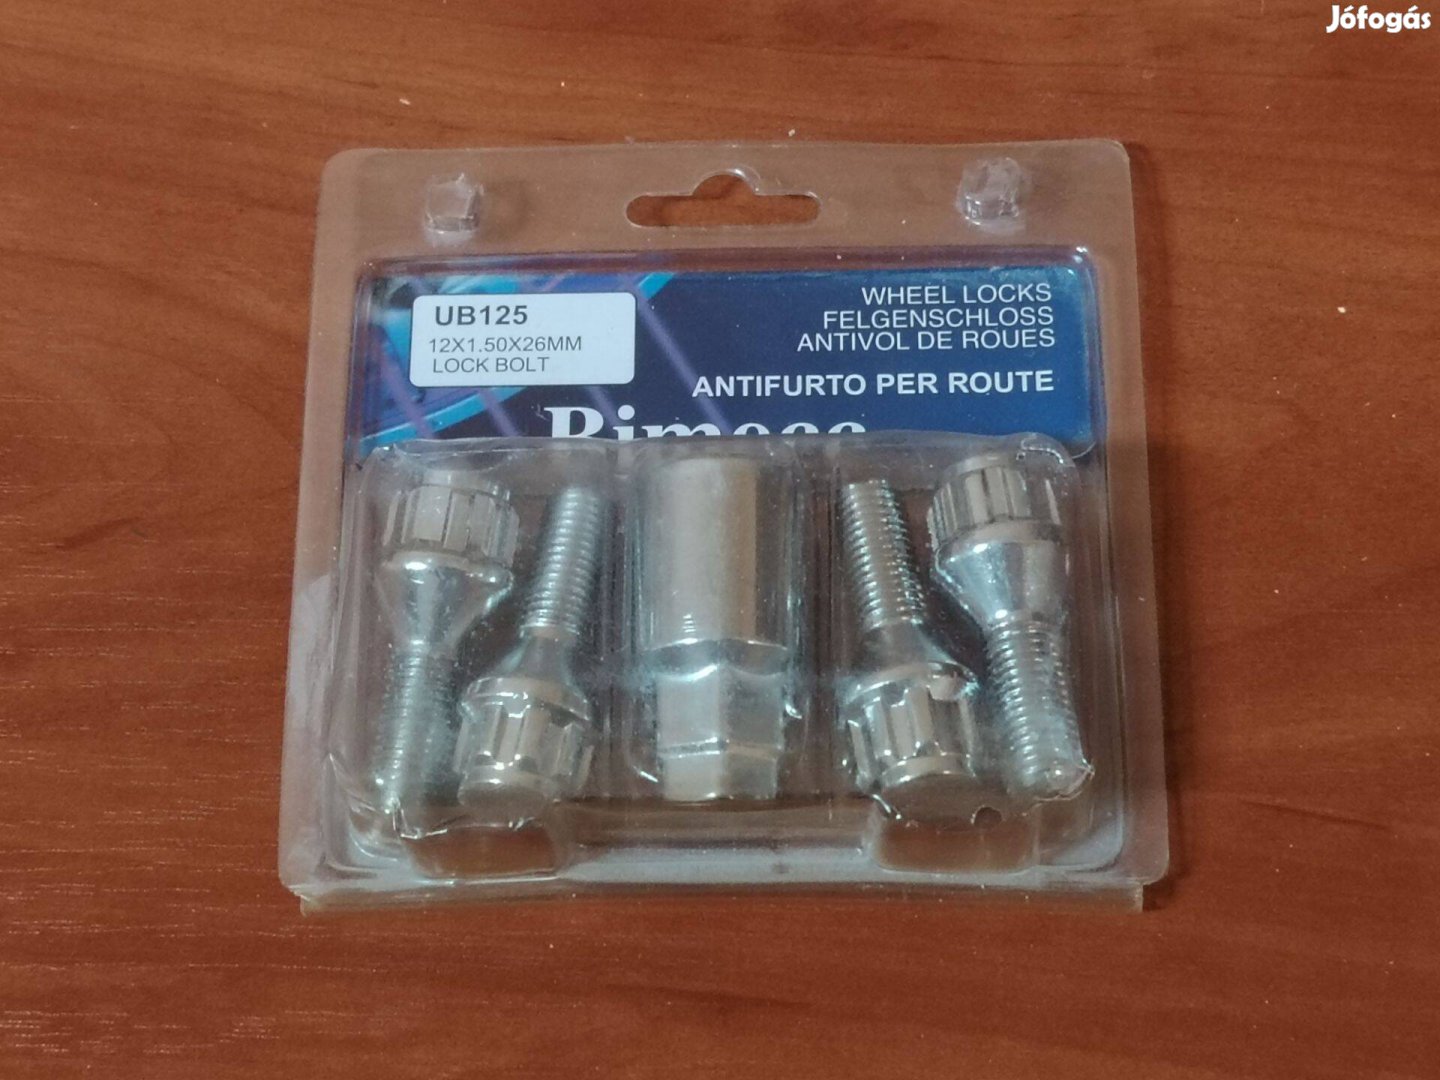 Jófogás
UB125
12X1.50X26MM
LOCK BOLT
WHEEL LOCKS
FELGENSCHLOSS
ANTIVOL DE ROUES
ANTIFURTO PER ROUTE